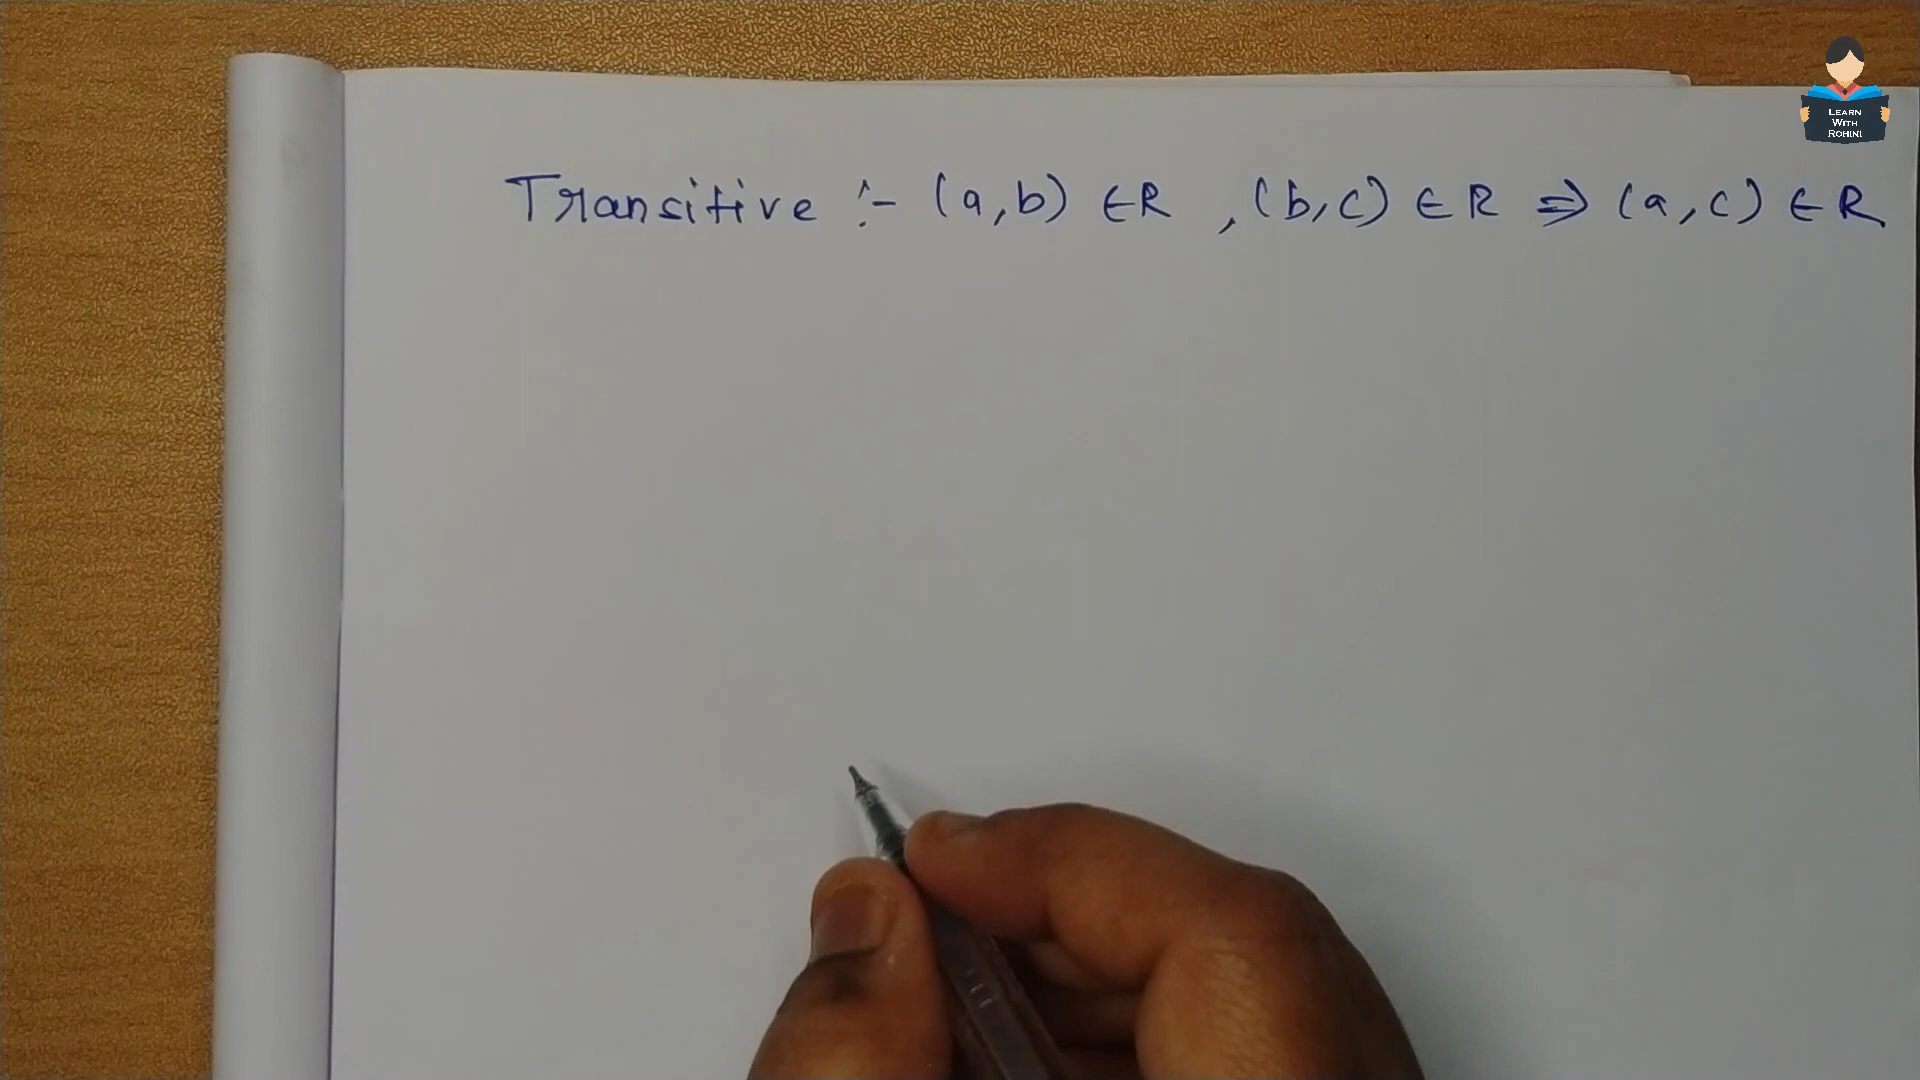 Transitive :- (a,b) ∈ R , (b,c) ∈ R ⇒ (a,c) ∈ R
LEARN
WITH
ROHINI